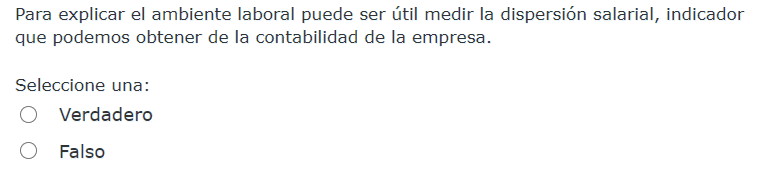 Para explicar el ambiente laboral puede ser útil medir la dispersión salarial, indicador
que podemos obtener de la contabilidad de la empresa.
Seleccione una:
Verdadero
Falso